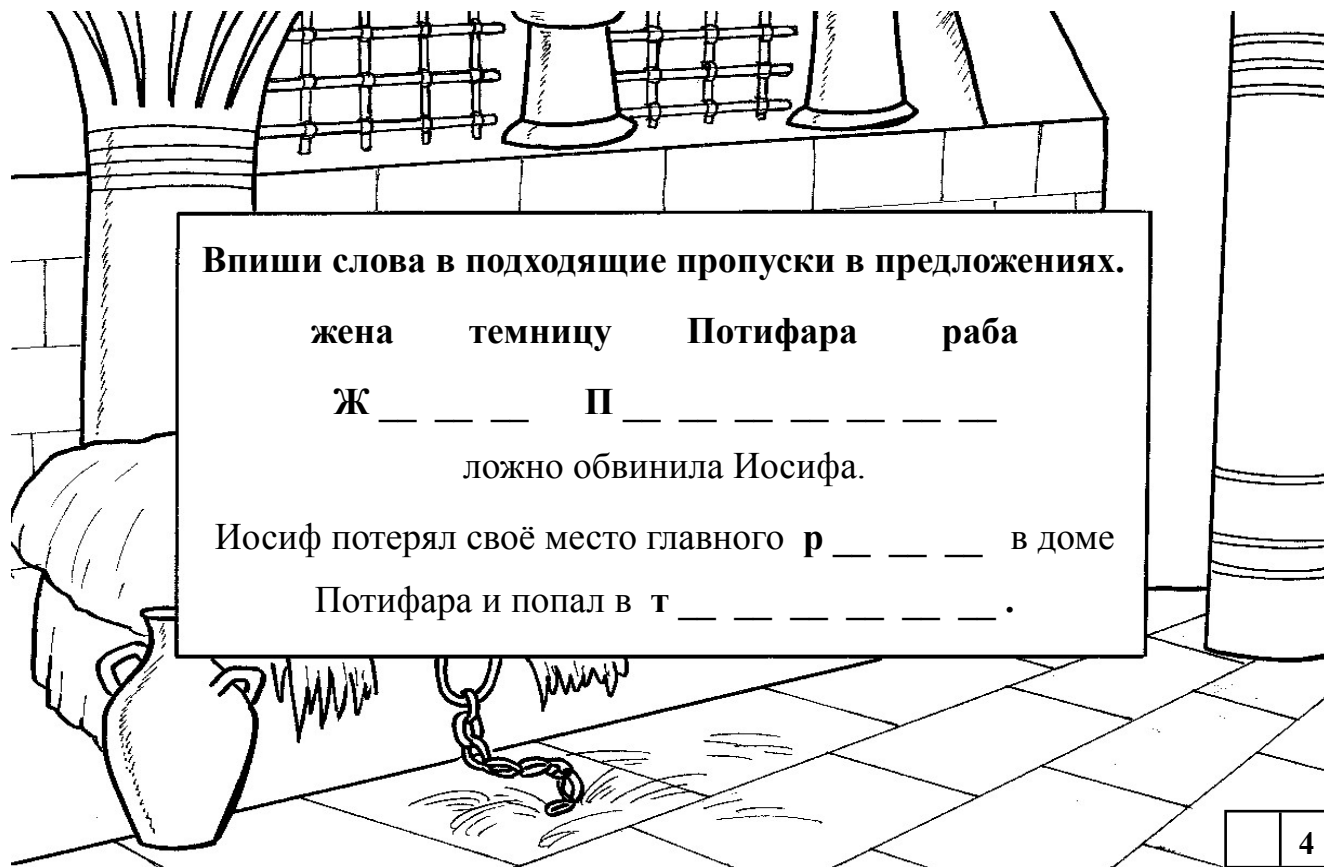 Впиши слова в подходящие пропуски в предложениях.
жена темницу Потифара раба
Ж __ __ __ П __ __ __ __ __ __ __
ложно обвинила Иосифа.
Иосиф потерял своё место главного р __ __ __ в доме
Потифара и попал в т __ __ __ __ __ __ .
4